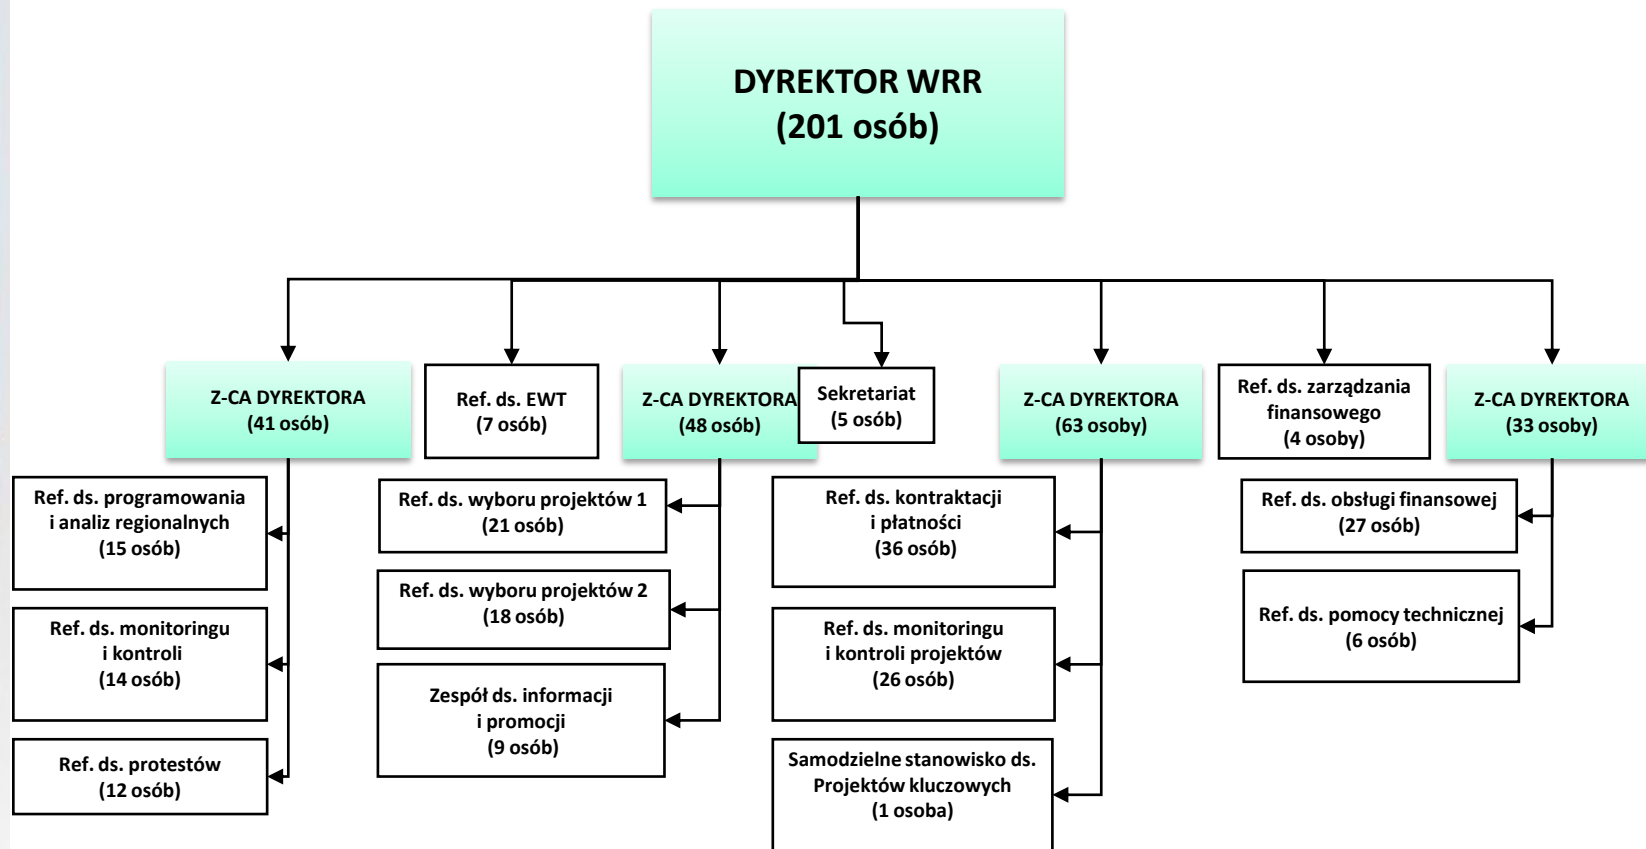 DYREKTOR WRR
(201 osób)
Z-CA DYREKTORA
(41 osób)
Ref. ds. EWT
(7 osób)
Z-CA DYREKTORA
(48 osób)
Sekretariat
(5 osób)
Z-CA DYREKTORA
(63 osoby)
Ref. ds. zarządzania
finansowego
(4 osoby)
Z-CA DYREKTORA
(33 osoby)
Ref. ds. programowania
i analiz regionalnych
(15 osób)
Ref. ds. monitoringu
i kontroli
(14 osób)
Ref. ds. protestów
(12 osób)
Ref. ds. wyboru projektów 1
(21 osób)
Ref. ds. wyboru projektów 2
(18 osób)
Zespół ds. informacji
i promocji
(9 osób)
Ref. ds. kontraktacji
i płatności
(36 osób)
Ref. ds. monitoringu
i kontroli projektów
(26 osób)
Samodzielne stanowisko ds.
Projektów kluczowych
(1 osoba)
Ref. ds. obsługi finansowej
(27 osób)
Ref. ds. pomocy technicznej
(6 osób)